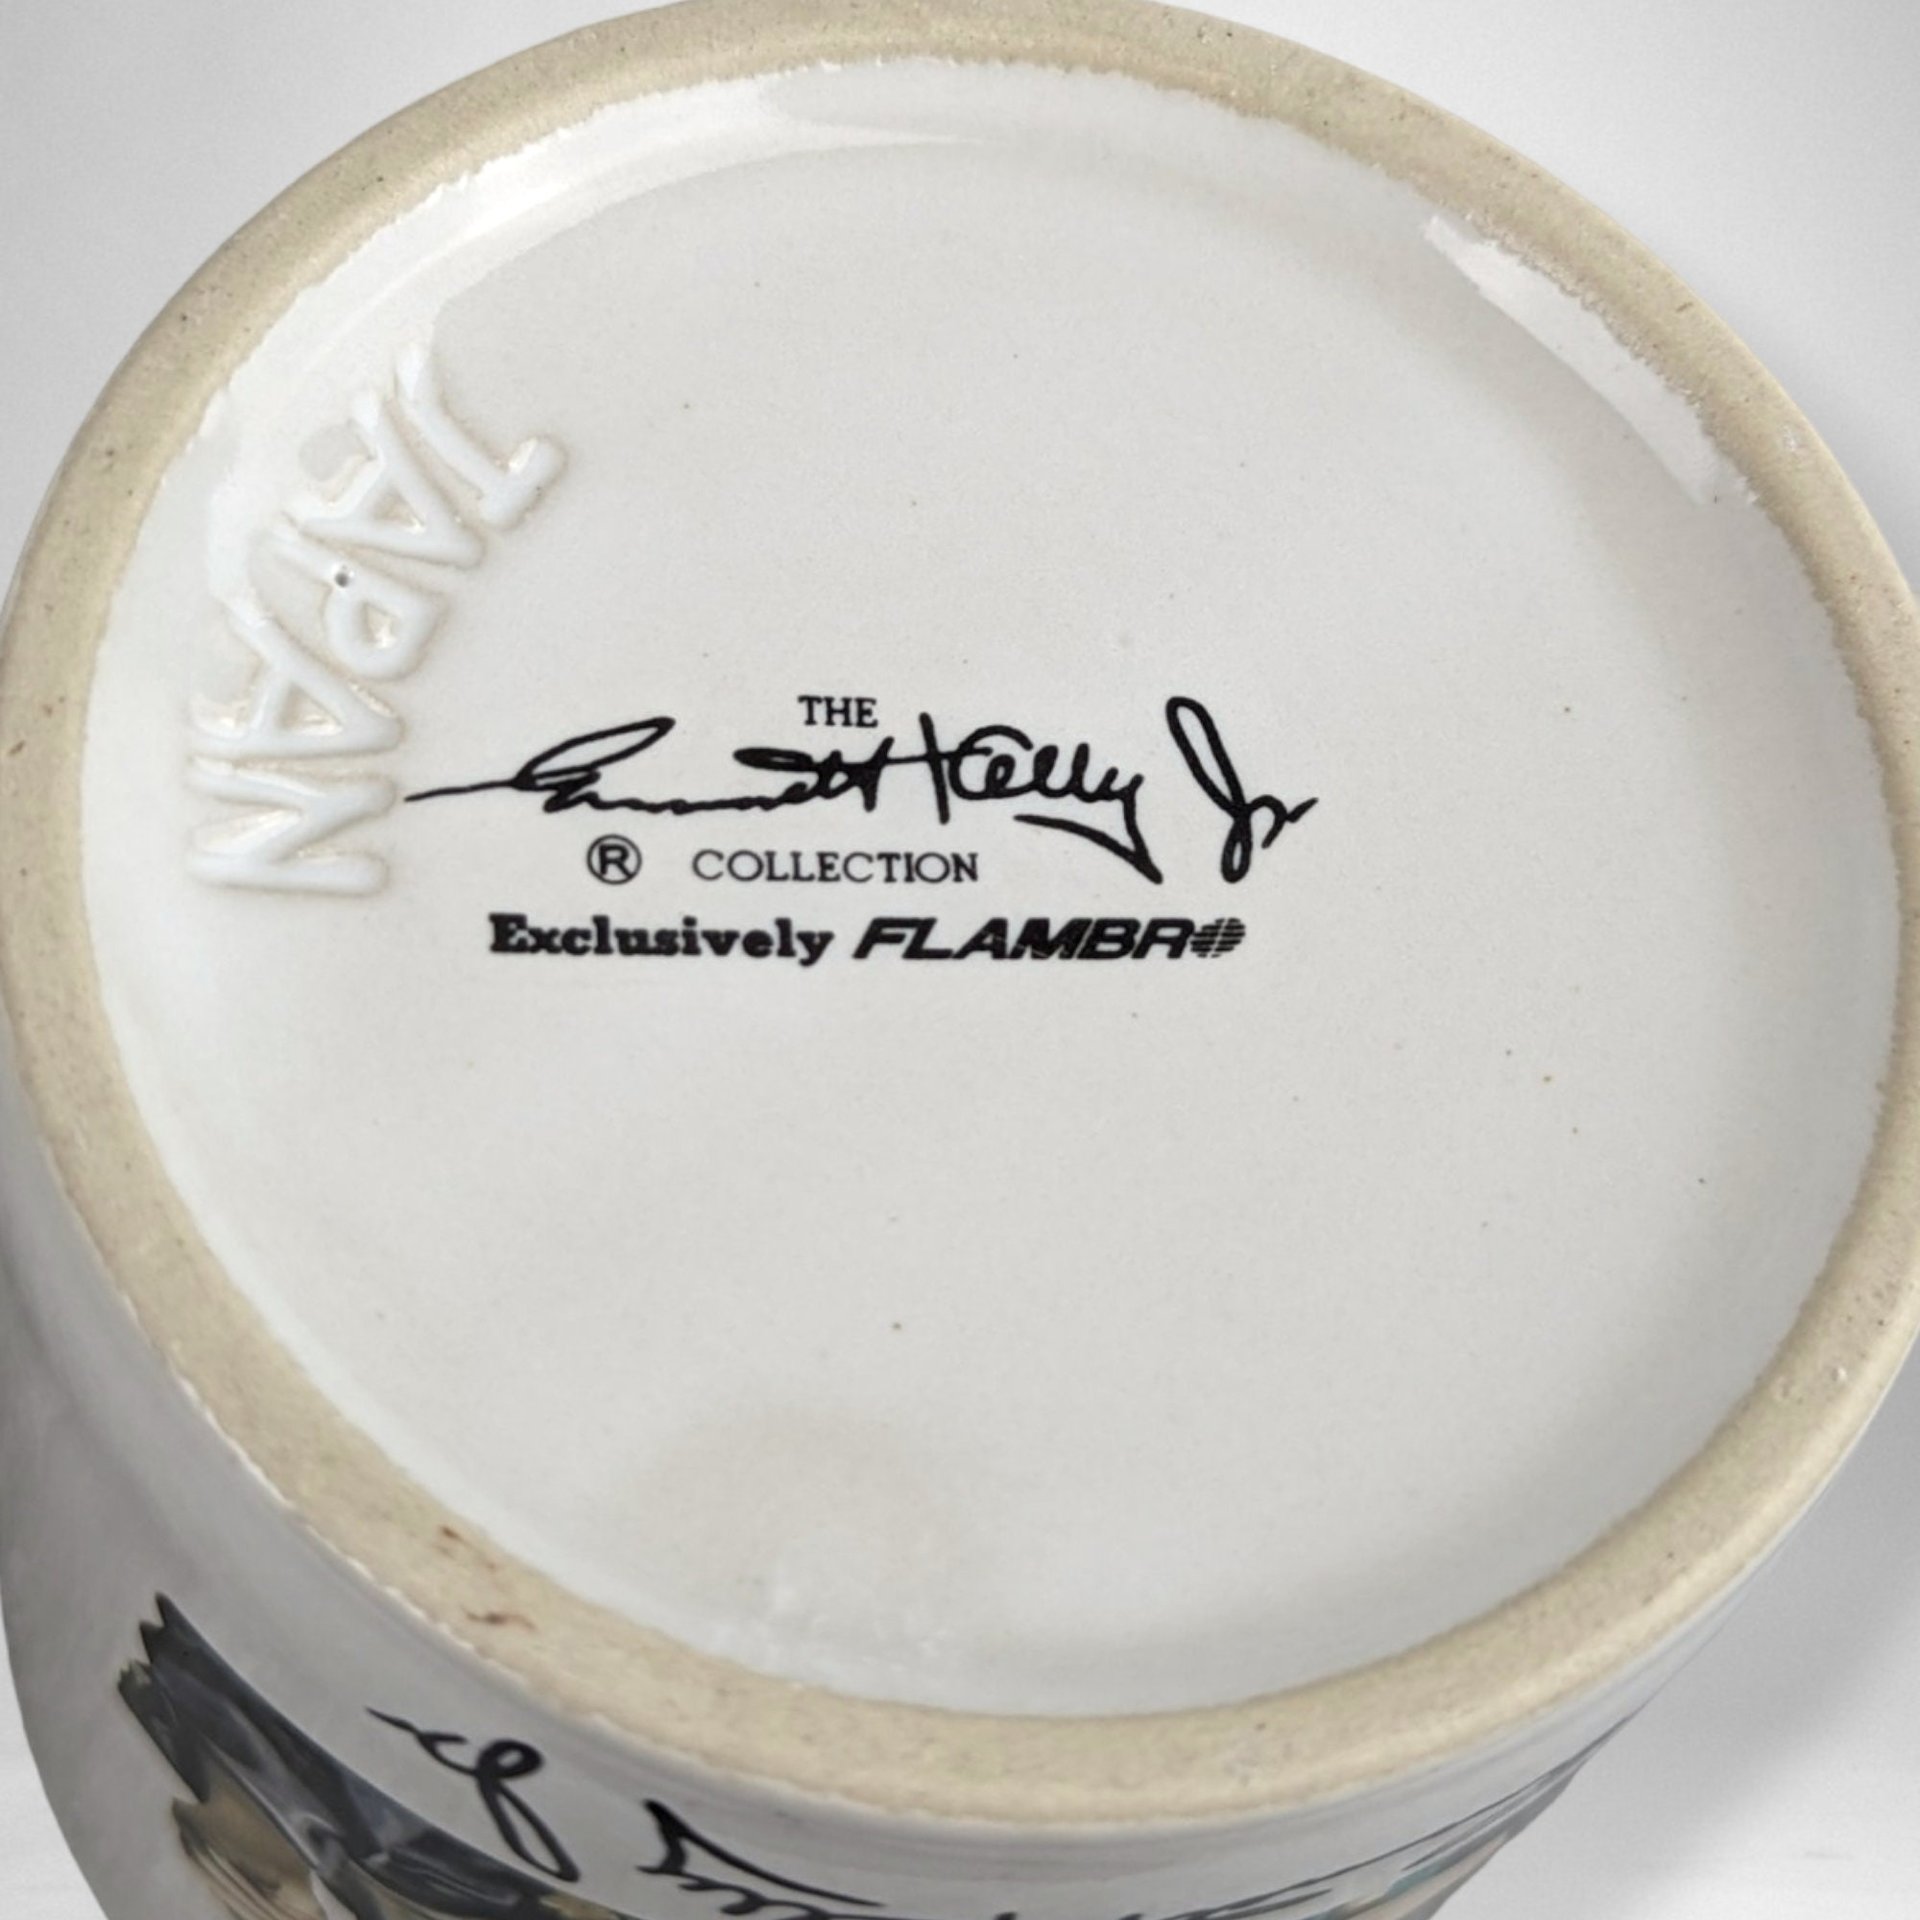 JAPAN
THE
Emmett Kelly Jr
® COLLECTION
Exclusively FLAMBRO